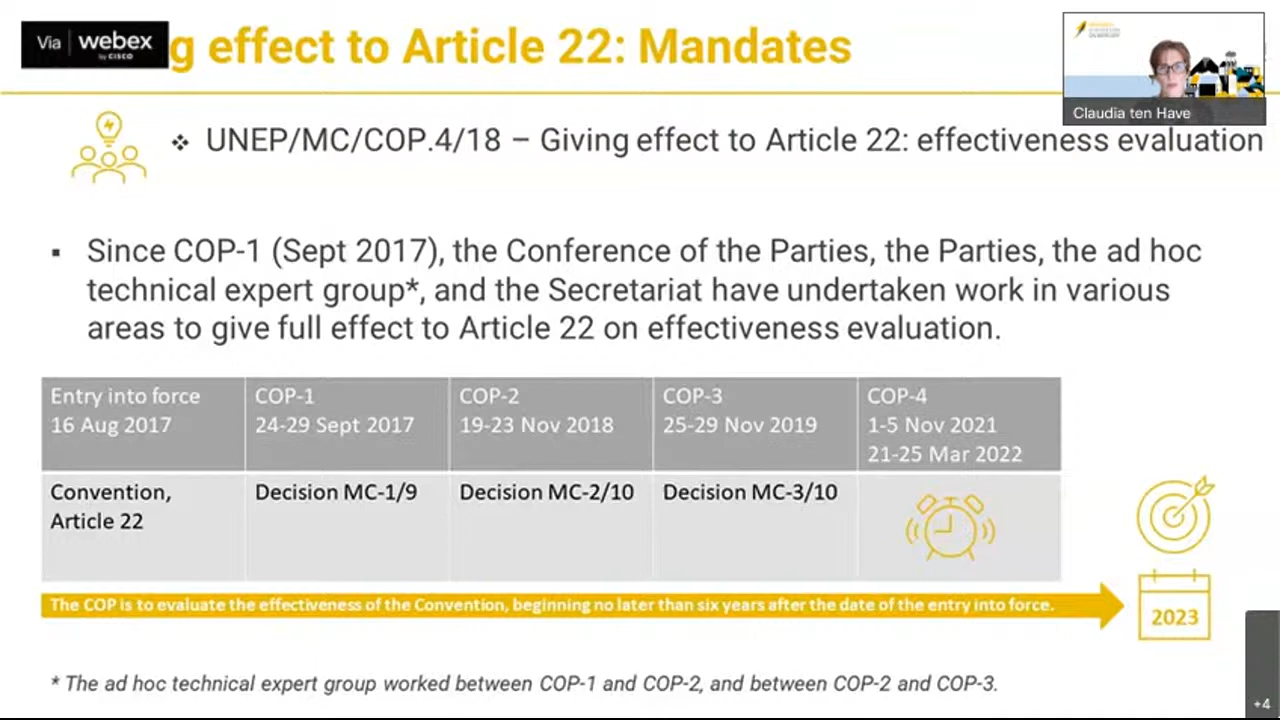 Via webex
by CISCO
g effect to Article 22: Mandates
Claudia ten Have
❖ UNEP/MC/COP.4/18 – Giving effect to Article 22: effectiveness evaluation
▪ Since COP-1 (Sept 2017), the Conference of the Parties, the Parties, the ad hoc
technical expert group*, and the Secretariat have undertaken work in various
areas to give full effect to Article 22 on effectiveness evaluation.
Entry into force
16 Aug 2017
COP-1
24-29 Sept 2017
COP-2
19-23 Nov 2018
COP-3
25-29 Nov 2019
COP-4
1-5 Nov 2021
21-25 Mar 2022
Convention,
Article 22
Decision MC-1/9
Decision MC-2/10
Decision MC-3/10
The COP is to evaluate the effectiveness of the Convention, beginning no later than six years after the date of the entry into force.
2023
* The ad hoc technical expert group worked between COP-1 and COP-2, and between COP-2 and COP-3.
+4